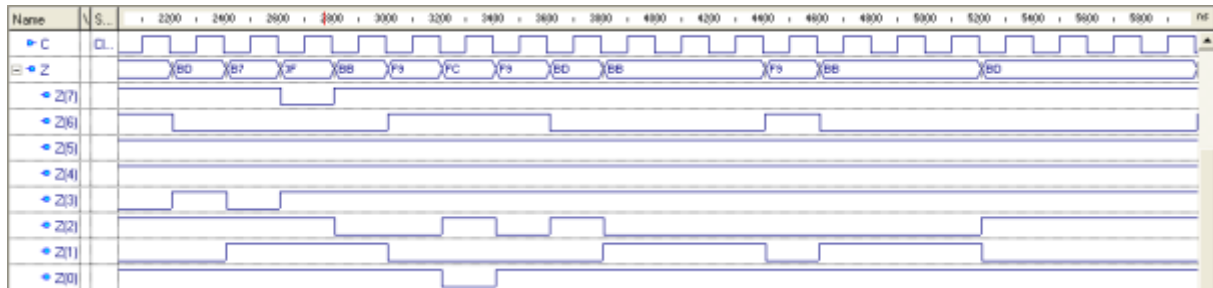 Name S... 2200 2400 2600 2800 3000 3200 3400 3600 3800 4000 4200 4400 4600 4800 5000 5200 5400 5600 5800 ns
C Cl...
Z BD B7 3F BB F9 FC F9 BD BB F9 BB BD
Z(7)
Z(6)
Z(5)
Z(4)
Z(3)
Z(2)
Z(1)
Z(0)